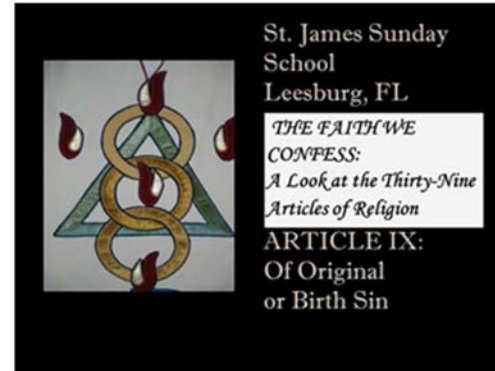 St. James Sunday
School
Leesburg, FL
THE FAITH WE
CONFESS:
A Look at the Thirty-Nine
Articles of Religion
ARTICLE IX:
Of Original
or Birth Sin